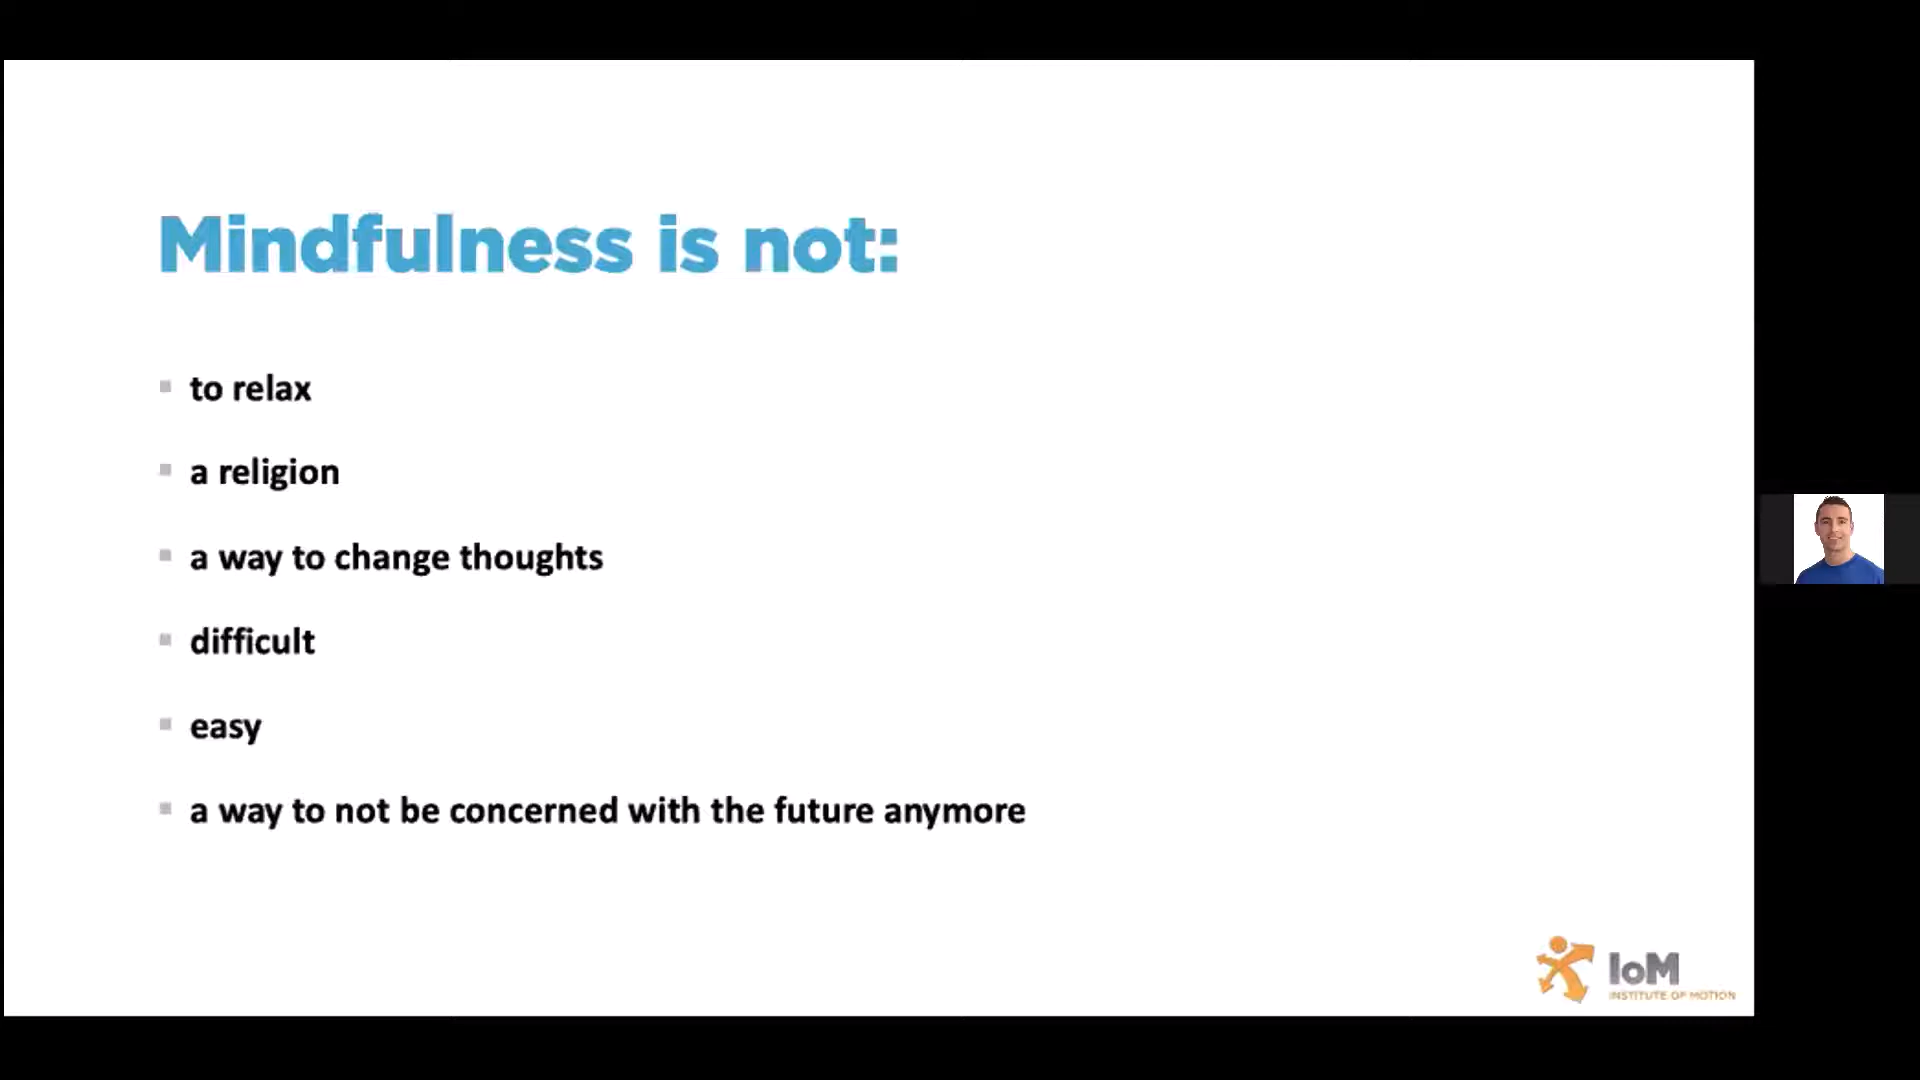 Mindfulness is not:
to relax
a religion
a way to change thoughts
difficult
easy
a way to not be concerned with the future anymore
IoM
INSTITUTE OF MOTION